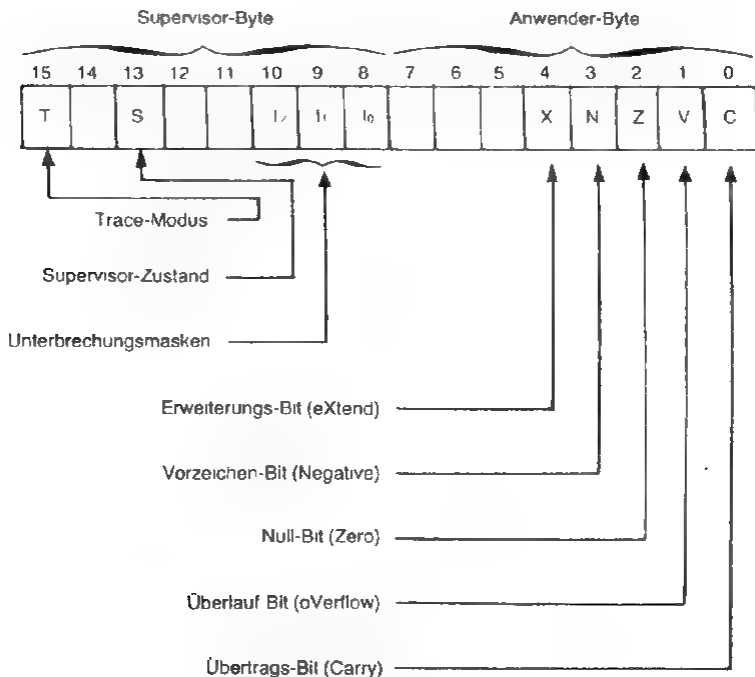 Supervisor-Byte Anwender-Byte
15 14 13 12 11 10 9 8 7 6 5 4 3 2 1 0
T S I₂ I₁ I₀ X N Z V C
Trace-Modus
Supervisor-Zustand
Unterbrechungsmasken
Erweiterungs-Bit (eXtend)
Vorzeichen-Bit (Negative)
Null-Bit (Zero)
Überlauf Bit (oVerflow)
Übertrags-Bit (Carry)